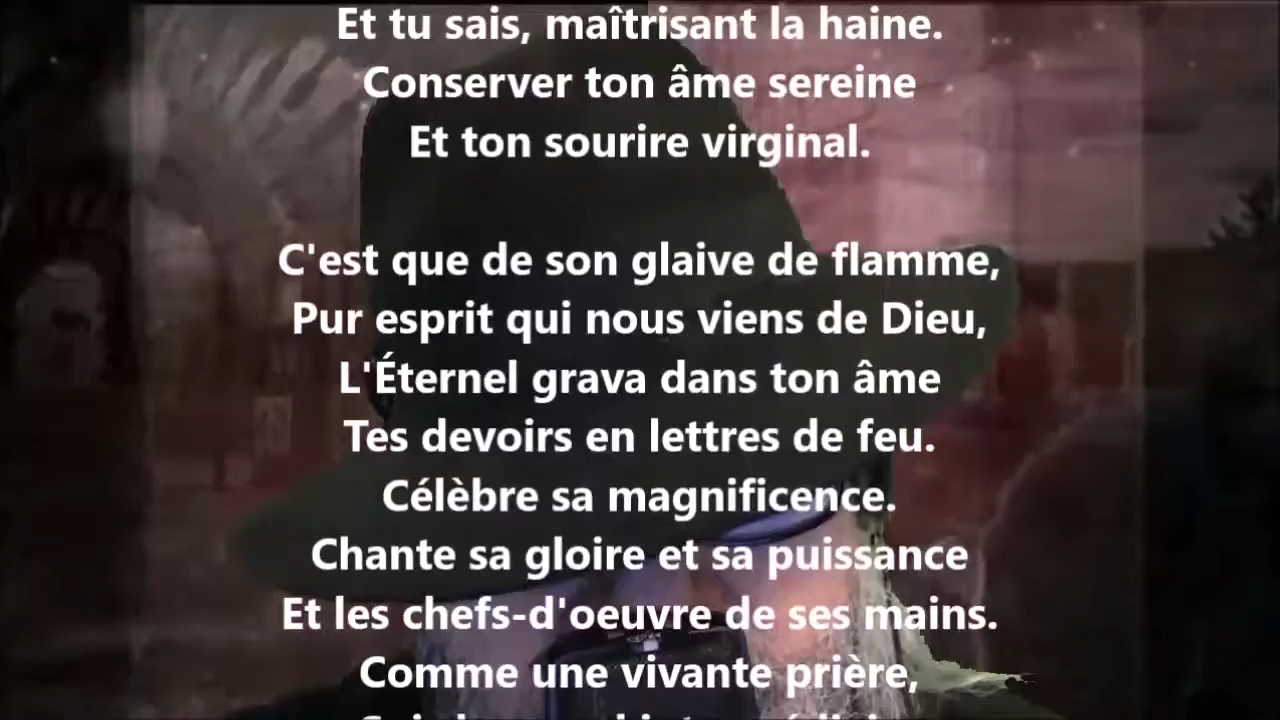 Et tu sais, maîtrisant la haine.
Conserver ton âme sereine
Et ton sourire virginal.
C'est que de son glaive de flamme,
Pur esprit qui nous viens de Dieu,
L'Éternel grava dans ton âme
Tes devoirs en lettres de feu.
Célèbre sa magnificence.
Chante sa gloire et sa puissance
Et les chefs-d'oeuvre de ses mains.
Comme une vivante prière,